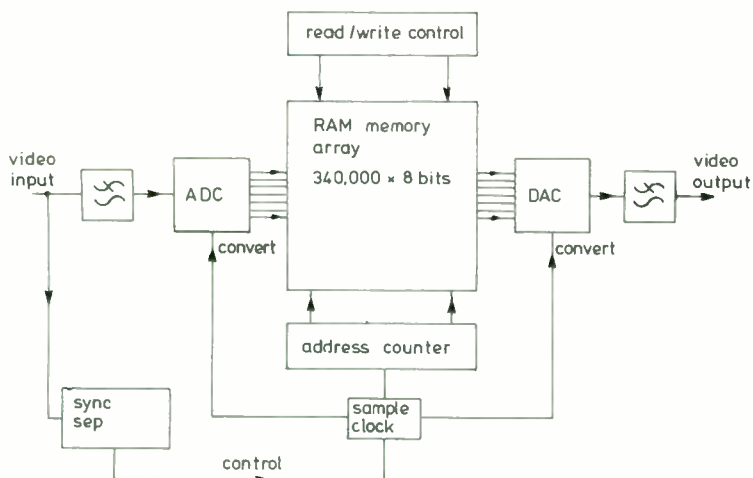 read/write control
RAM memory
array
340,000 × 8 bits
video
input
ADC
convert
DAC
convert
video
output
address counter
sample
clock
sync
sep
control